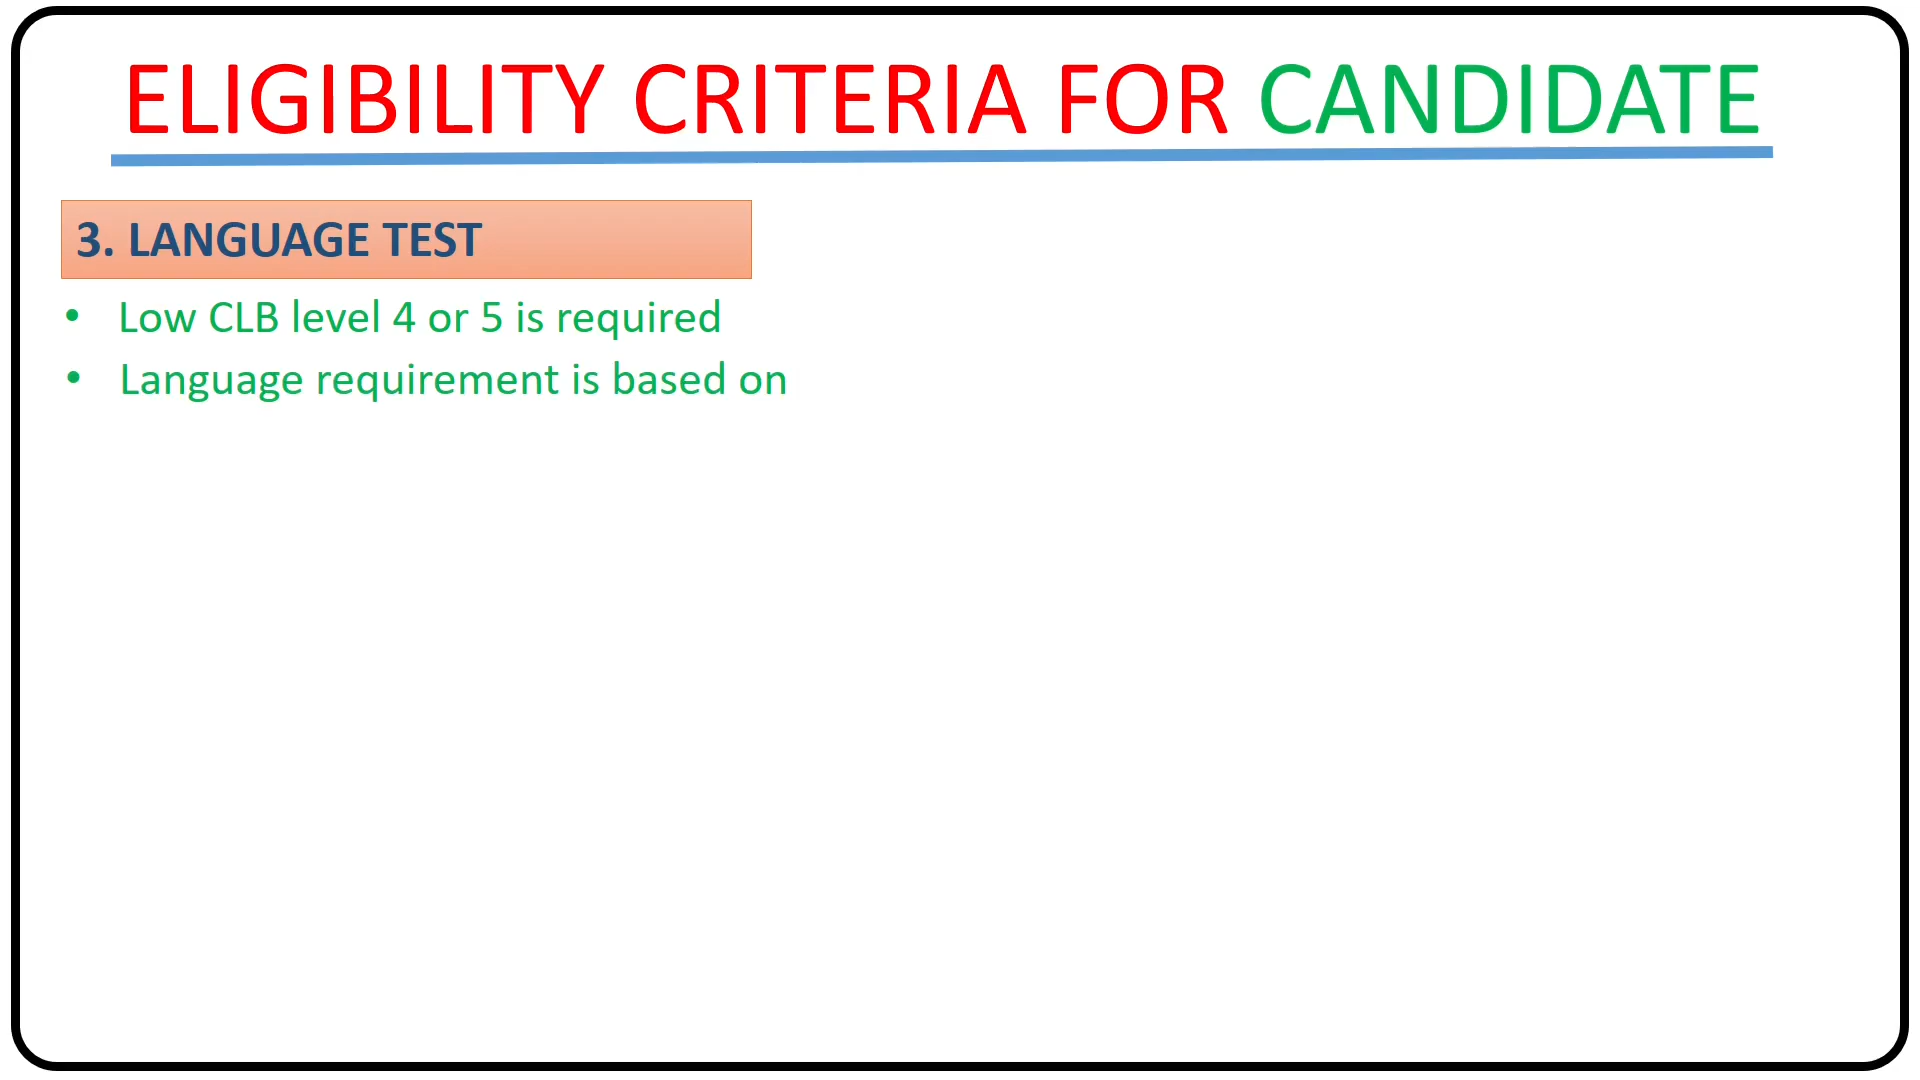 ELIGIBILITY CRITERIA FOR CANDIDATE
3. LANGUAGE TEST
• Low CLB level 4 or 5 is required
• Language requirement is based on